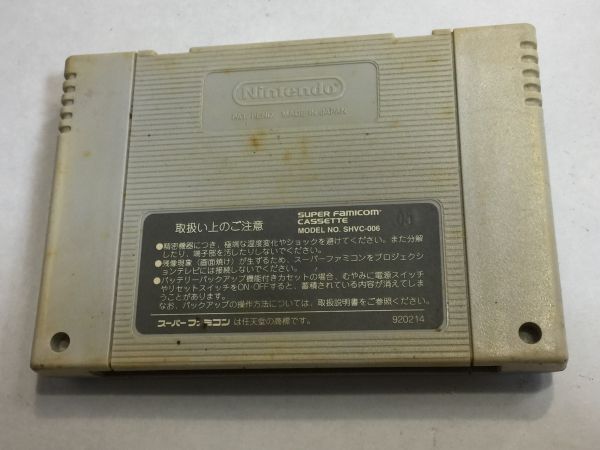 Nintendo
PAT. PEND. MADE IN JAPAN
取扱い上のご注意
SUPER FAMICOM
CASSETTE
MODEL NO. SHVC-006
●精密機器につき、極端な温度変化やショックを避けてください。また分解
したり、端子部を汚したりしないでください。
●残像現象(画面焼け)が生ずるため、スーパーファミコンをプロジェクシ
ョンテレビには接続しないでください。
●バッテリーバックアップ機能付きカセットの場合、むやみに電源スイッチ
やリセットスイッチをON・OFFすると、蓄積されている内容が消えてしま
うことがあります。
なお、バックアップの操作方法については、取扱説明書をご参照ください。
スーパーファミコンは任天堂の商標です。
920214